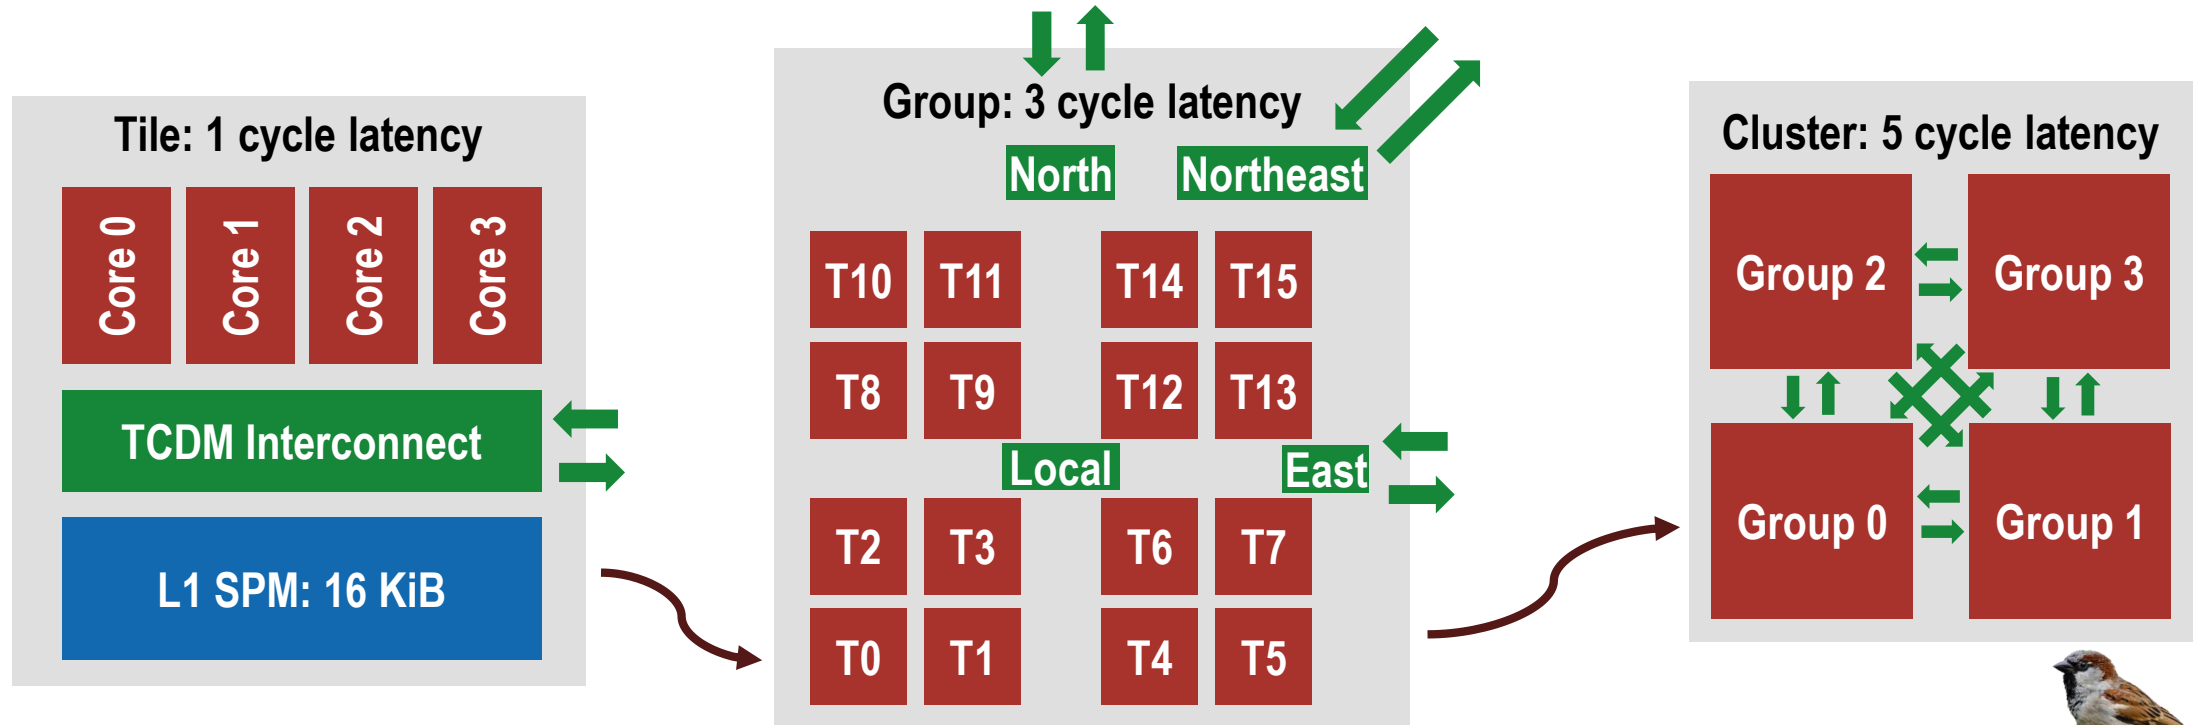 Tile: 1 cycle latency
Core 0
Core 1
Core 2
Core 3
TCDM Interconnect
L1 SPM: 16 KiB
Group: 3 cycle latency
North
Northeast
T10
T11
T14
T15
T8
T9
T12
T13
Local
East
T2
T3
T6
T7
T0
T1
T4
T5
Cluster: 5 cycle latency
Group 2
Group 3
Group 0
Group 1